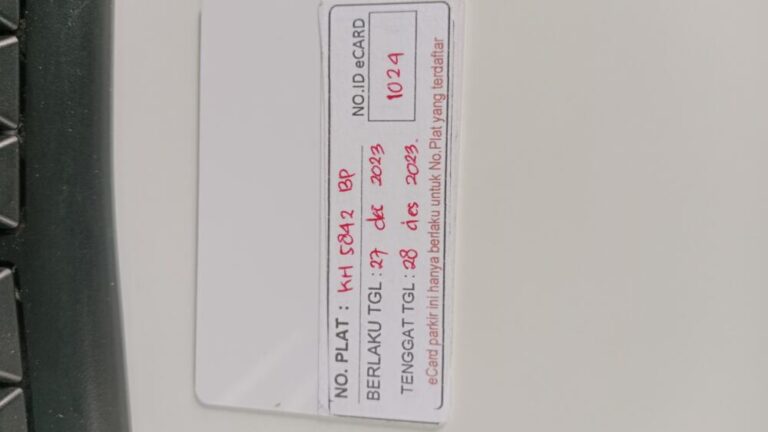 NO. PLAT : KH 5842 BP
NO.ID eCARD
BERLAKU TGL : 27 des 2023
1024
TENGGAT TGL : 28 des 2023.
eCard parkir ini hanya berlaku untuk No.Plat yang terdaftar